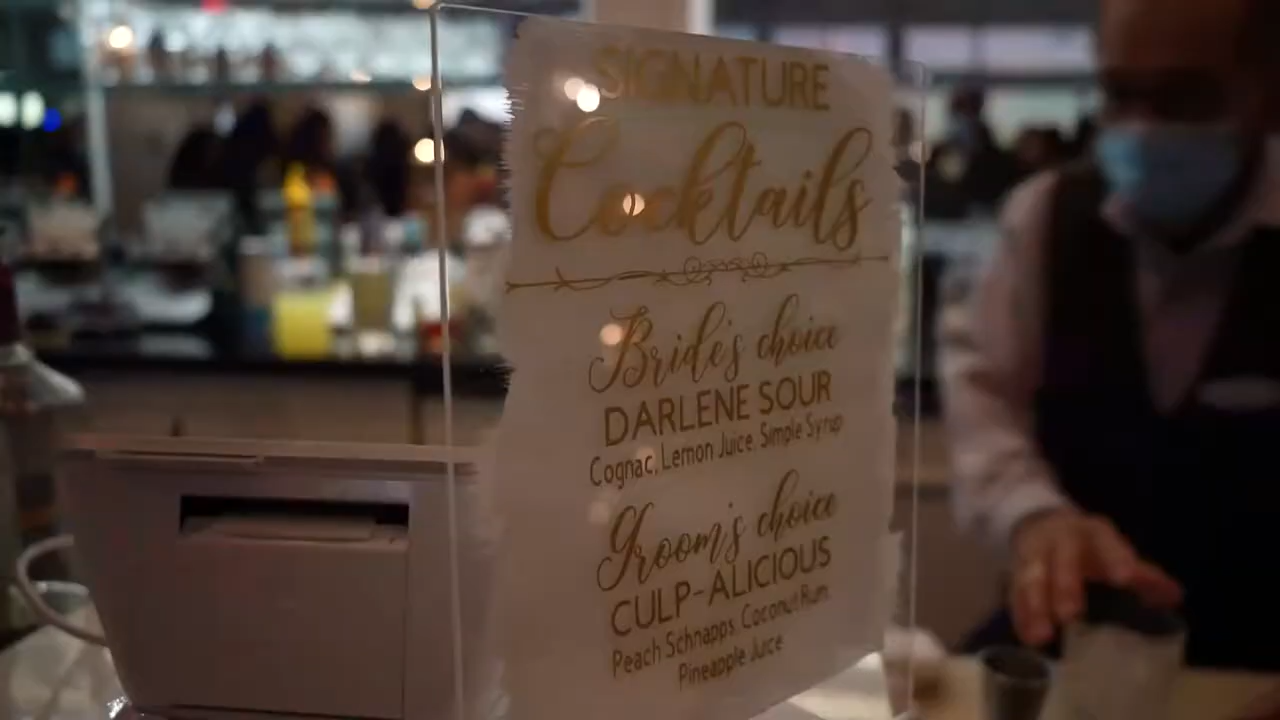 SIGNATURE
Cocktails
Bride's choice
DARLENE SOUR
Cognac, Lemon Juice, Simple Syrup
Groom's choice
CULP-ALICIOUS
Peach Schnapps, Coconut Rum,
Pineapple Juice